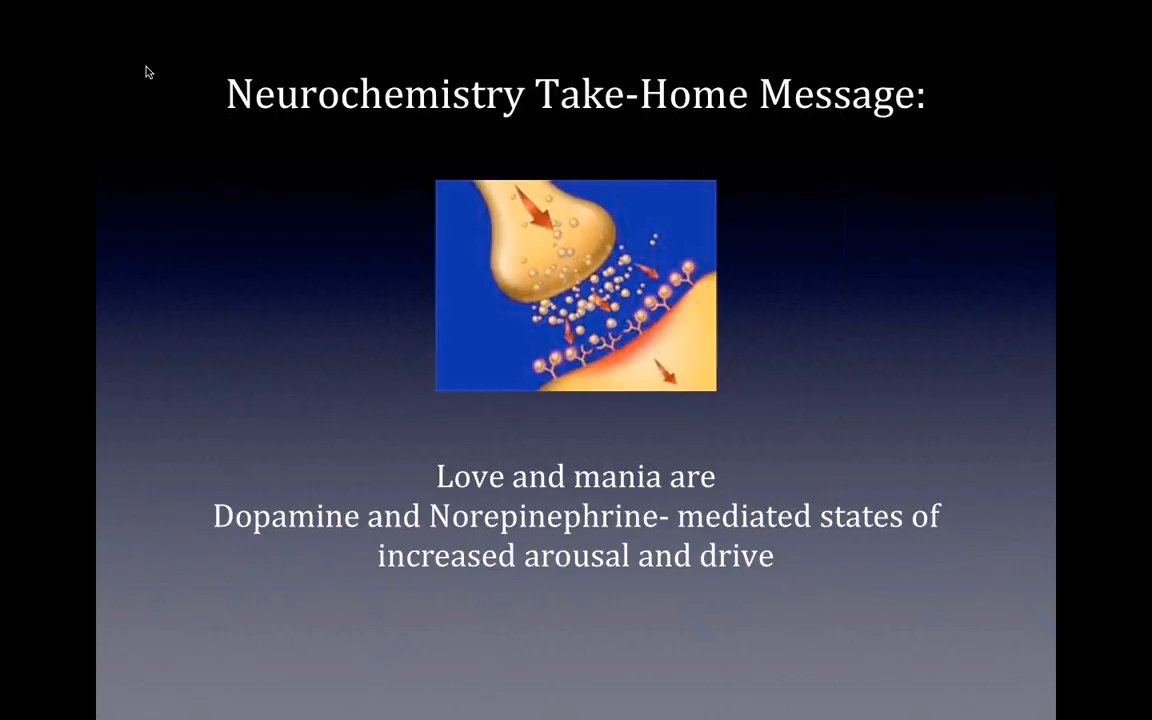 Neurochemistry Take-Home Message:
Love and mania are
Dopamine and Norepinephrine- mediated states of
increased arousal and drive